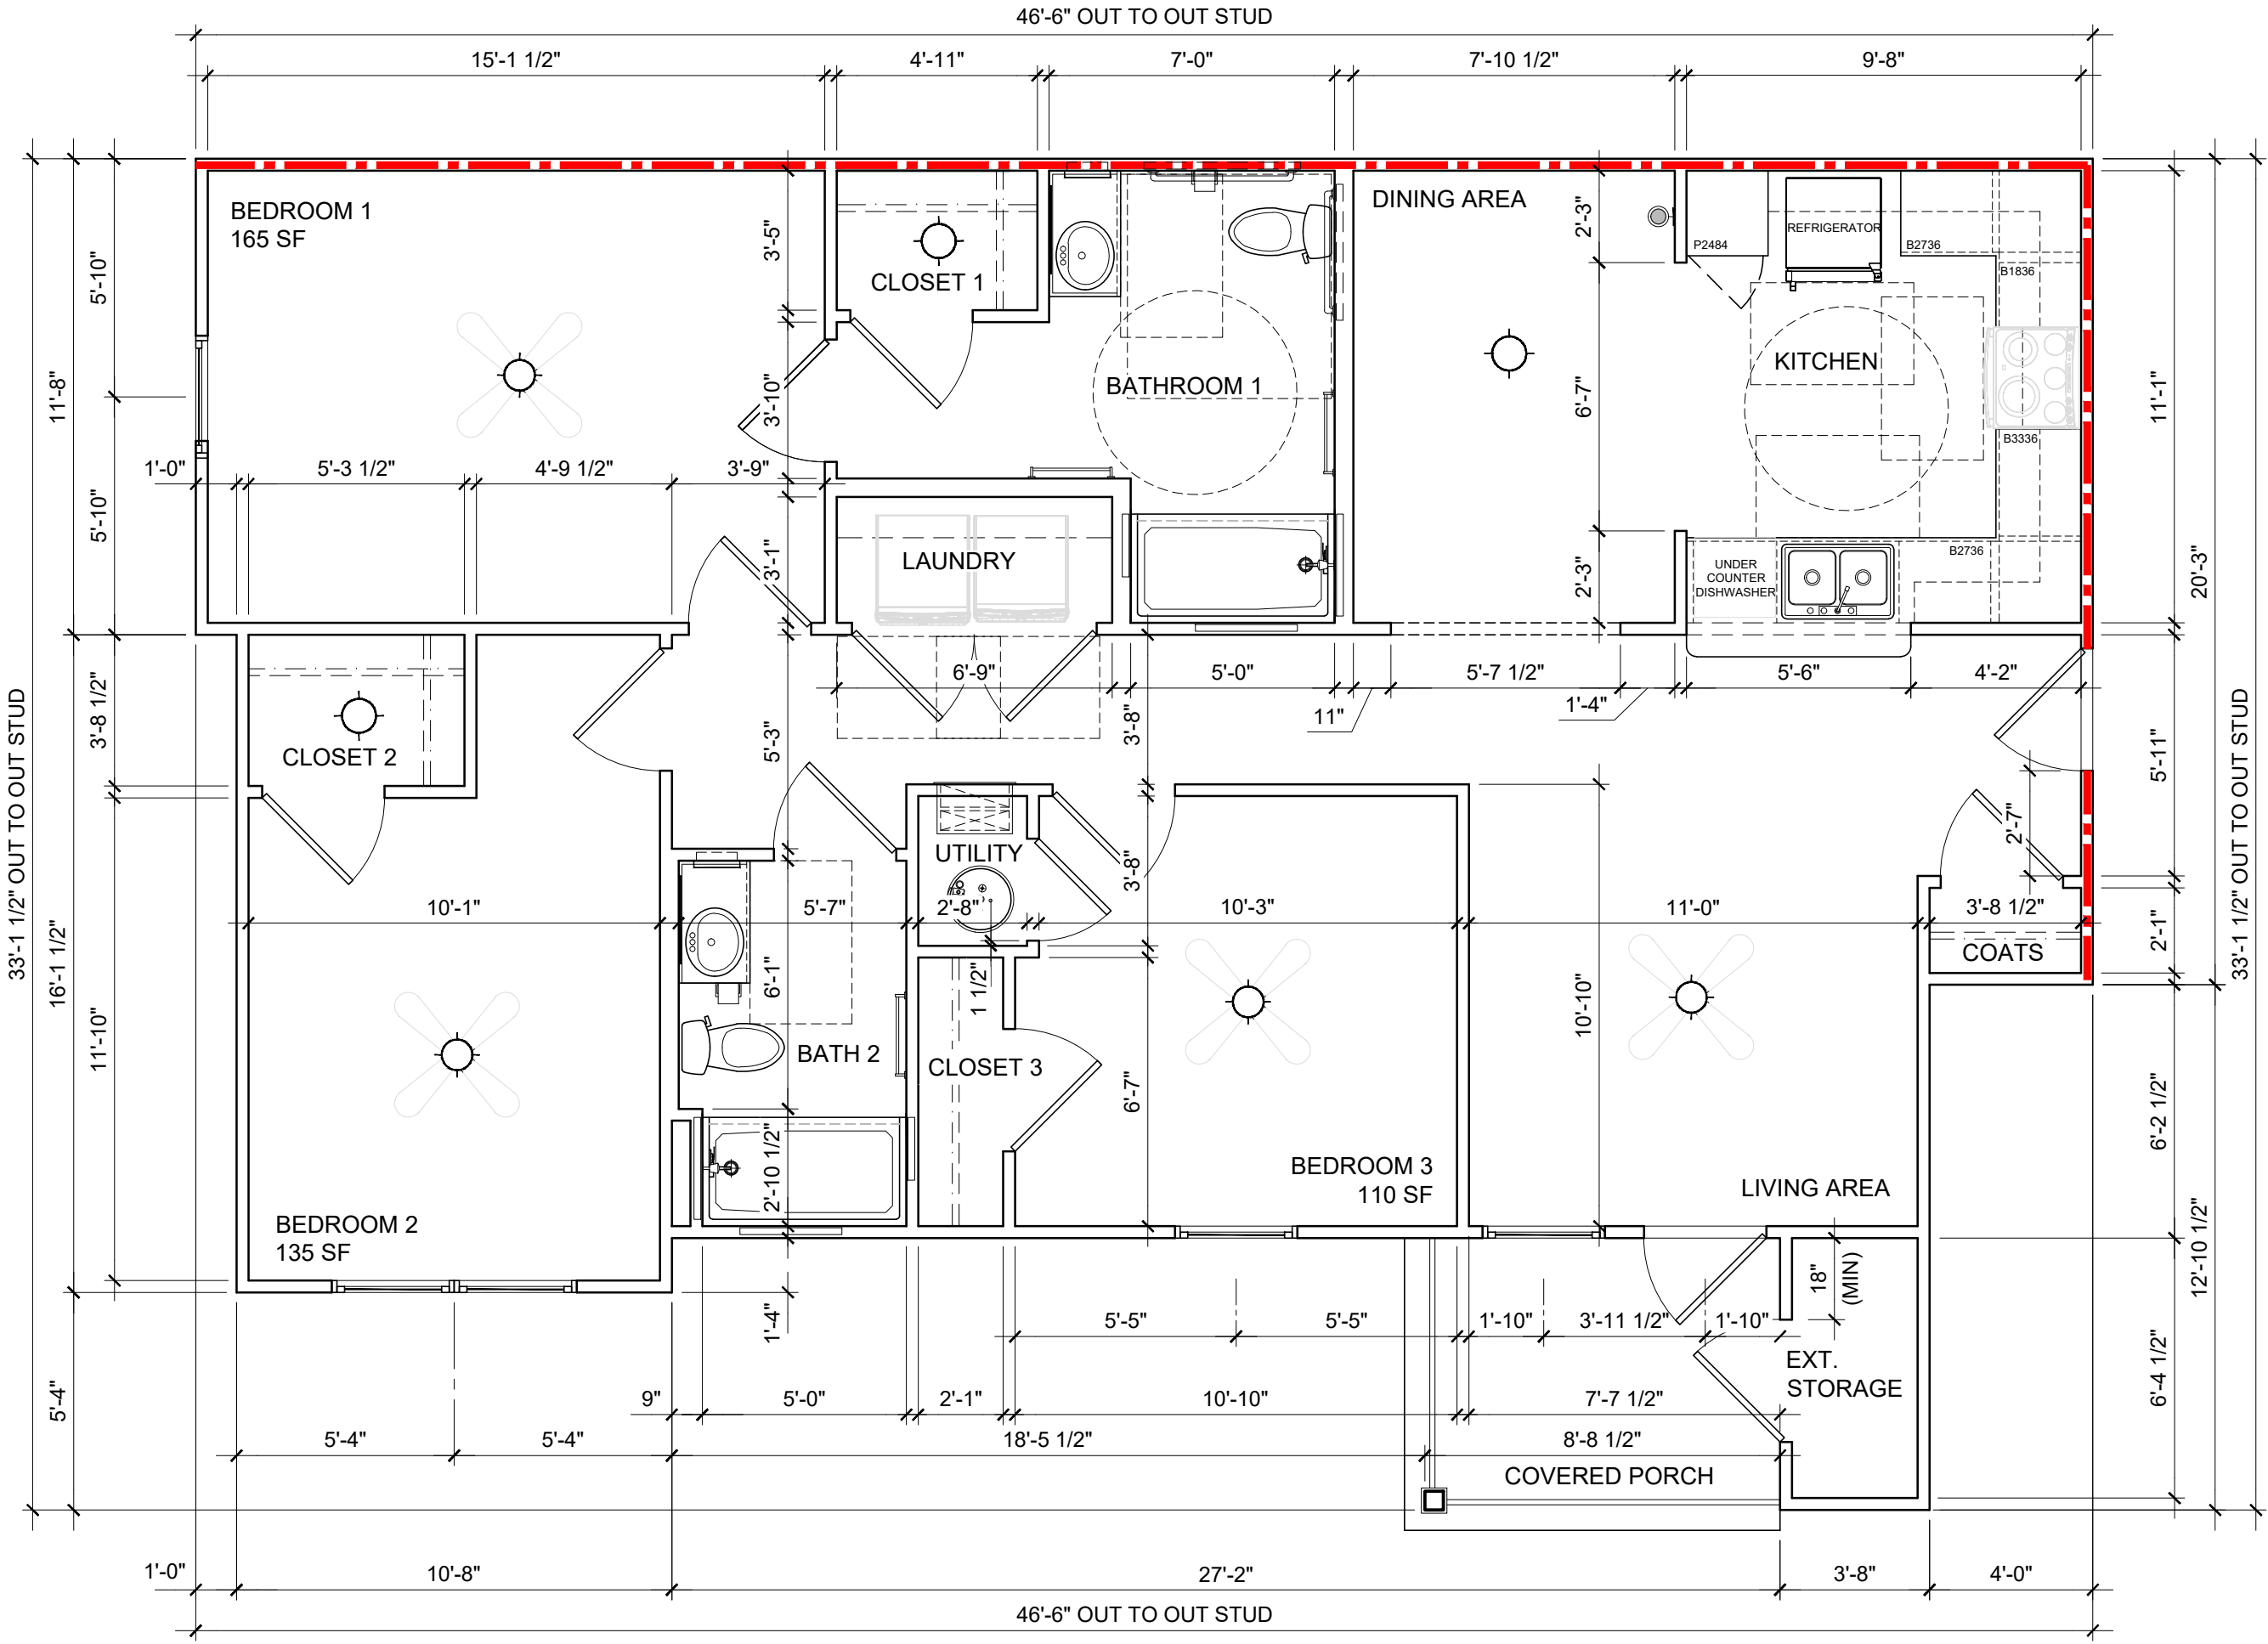 46'-6" OUT TO OUT STUD
15'-1 1/2"
4'-11"
7'-0"
7'-10 1/2"
9'-8"
BEDROOM 1
165 SF
CLOSET 1
BATHROOM 1
DINING AREA
P2484
REFRIGERATOR
B2736
B1836
KITCHEN
B3336
B2736
UNDER
COUNTER
DISHWASHER
LAUNDRY
3'-5"
3'-10"
3'-1"
2'-3"
6'-7"
2'-3"
5'-10"
11'-8"
5'-10"
11'-1"
20'-3"
1'-0"
5'-3 1/2"
4'-9 1/2"
3'-9"
6'-9"
5'-0"
11"
5'-7 1/2"
1'-4"
5'-6"
4'-2"
3'-8 1/2"
CLOSET 2
5'-3"
3'-8"
5'-11"
2'-7"
33'-1 1/2" OUT TO OUT STUD
33'-1 1/2" OUT TO OUT STUD
UTILITY
3'-8"
10'-1"
5'-7"
2'-8"
10'-3"
11'-0"
3'-8 1/2"
COATS
2'-1"
16'-1 1/2"
11'-10"
6'-1"
1 1/2"
10'-10"
BATH 2
CLOSET 3
6'-7"
6'-2 1/2"
2'-10 1/2"
BEDROOM 3
110 SF
LIVING AREA
BEDROOM 2
135 SF
18"
(MIN)
12'-10 1/2"
1'-4"
5'-5"
5'-5"
1'-10"
3'-11 1/2"
1'-10"
EXT.
STORAGE
5'-4"
6'-4 1/2"
9"
5'-0"
2'-1"
10'-10"
7'-7 1/2"
5'-4"
5'-4"
18'-5 1/2"
8'-8 1/2"
COVERED PORCH
1'-0"
10'-8"
27'-2"
3'-8"
4'-0"
46'-6" OUT TO OUT STUD